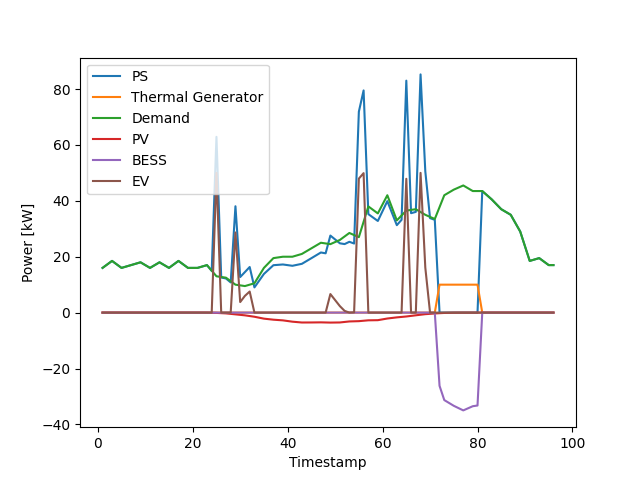 PS
Thermal Generator
Demand
PV
BESS
EV
80
60
40
20
0
−20
−40
Power [kW]
0 20 40 60 80 100
Timestamp